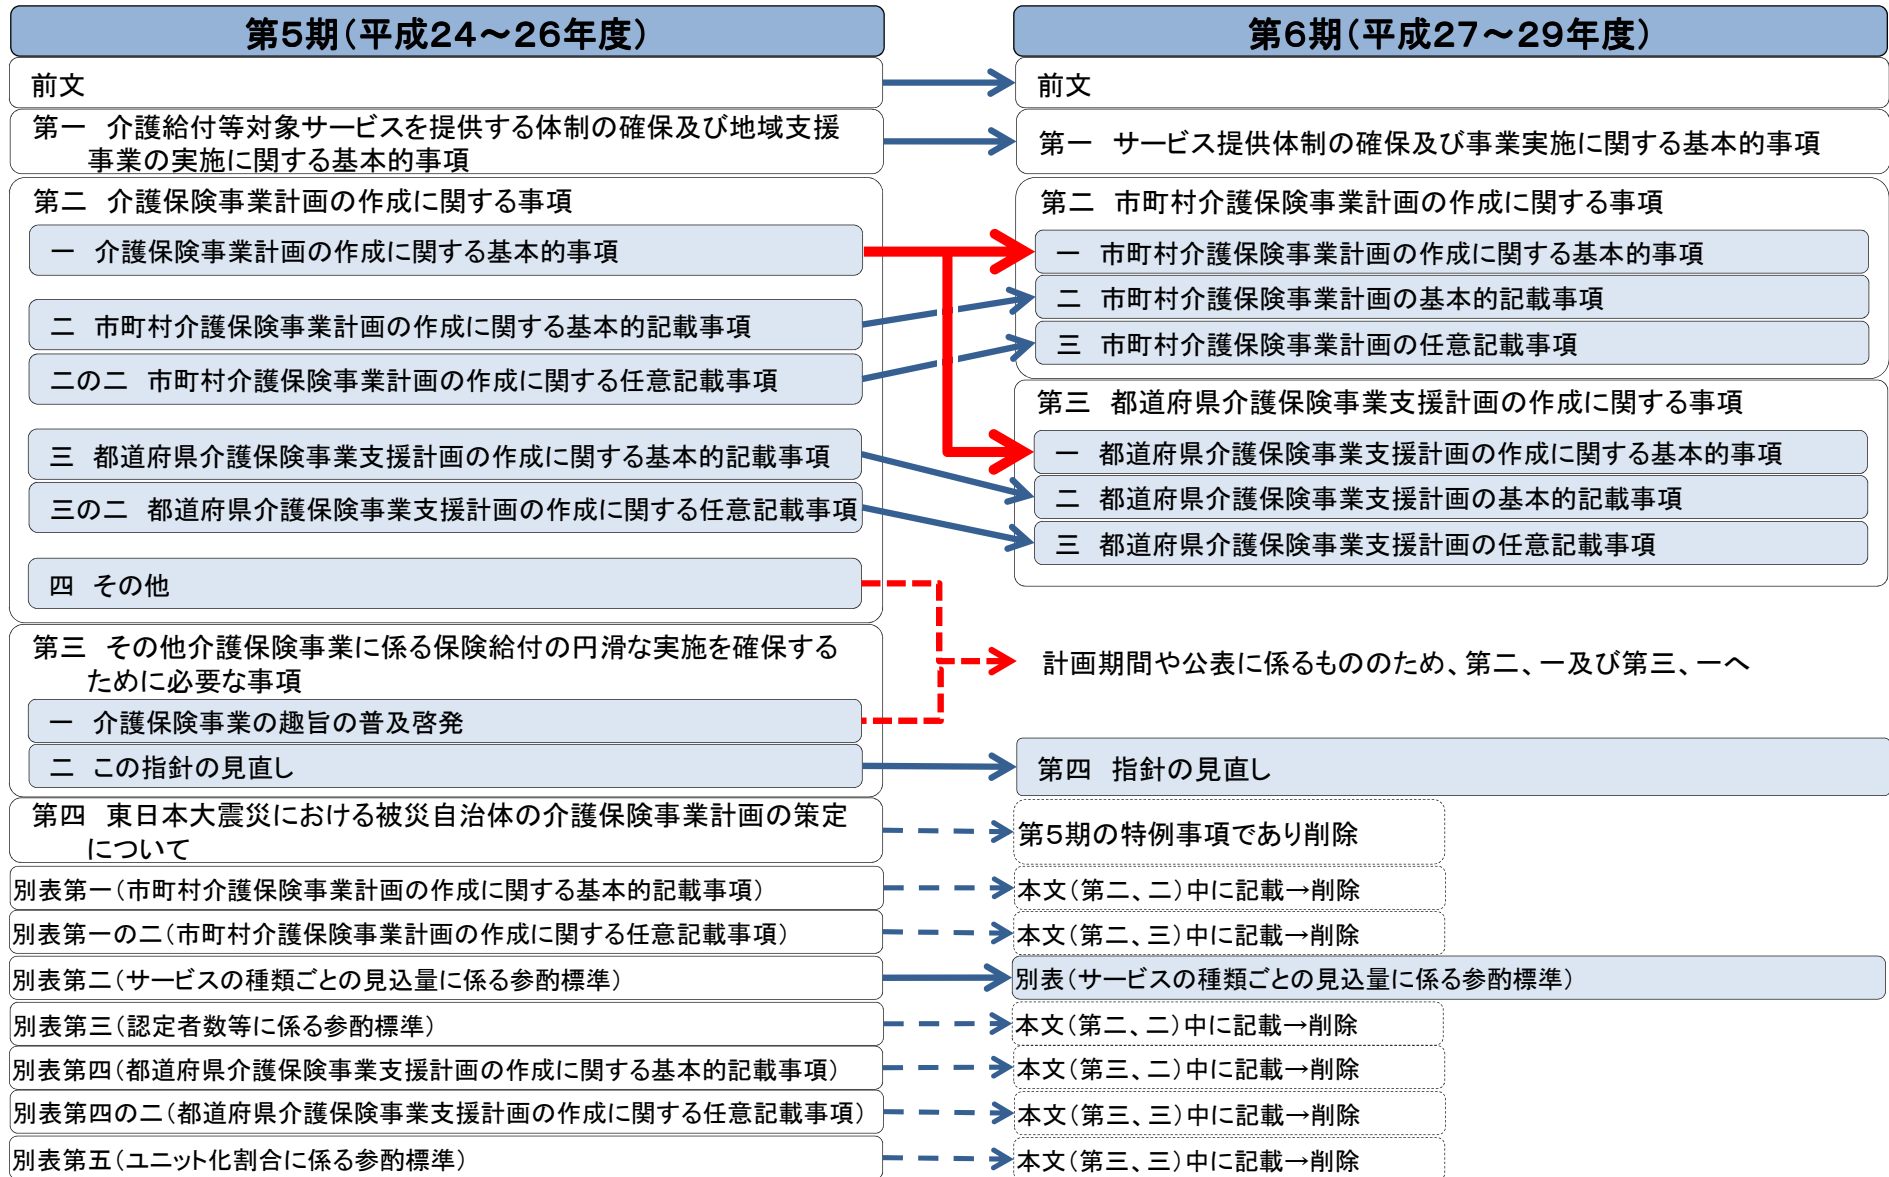 第5期(平成24～26年度)
前文
第一　介護給付等対象サービスを提供する体制の確保及び地域支援
事業の実施に関する基本的事項
第二　介護保険事業計画の作成に関する事項
一　介護保険事業計画の作成に関する基本的事項
二　市町村介護保険事業計画の作成に関する基本的記載事項
二の二　市町村介護保険事業計画の作成に関する任意記載事項
三　都道府県介護保険事業支援計画の作成に関する基本的記載事項
三の二　都道府県介護保険事業支援計画の作成に関する任意記載事項
四　その他
第三　その他介護保険事業に係る保険給付の円滑な実施を確保する
ために必要な事項
一　介護保険事業の趣旨の普及啓発
二　この指針の見直し
第四　東日本大震災における被災自治体の介護保険事業計画の策定
について
別表第一(市町村介護保険事業計画の作成に関する基本的記載事項)
別表第一の二(市町村介護保険事業計画の作成に関する任意記載事項)
別表第二(サービスの種類ごとの見込量に係る参酌標準)
別表第三(認定者数等に係る参酌標準)
別表第四(都道府県介護保険事業支援計画の作成に関する基本的記載事項)
別表第四の二(都道府県介護保険事業支援計画の作成に関する任意記載事項)
別表第五(ユニット化割合に係る参酌標準)
第6期(平成27～29年度)
前文
第一　サービス提供体制の確保及び事業実施に関する基本的事項
第二　市町村介護保険事業計画の作成に関する事項
一　市町村介護保険事業計画の作成に関する基本的事項
二　市町村介護保険事業計画の基本的記載事項
三　市町村介護保険事業計画の任意記載事項
第三　都道府県介護保険事業支援計画の作成に関する事項
一　都道府県介護保険事業支援計画の作成に関する基本的事項
二　都道府県介護保険事業支援計画の基本的記載事項
三　都道府県介護保険事業支援計画の任意記載事項
計画期間や公表に係るもののため、第二、一及び第三、一へ
第四　指針の見直し
第5期の特例事項であり削除
本文(第二、二)中に記載→削除
本文(第二、三)中に記載→削除
別表(サービスの種類ごとの見込量に係る参酌標準)
本文(第二、二)中に記載→削除
本文(第三、二)中に記載→削除
本文(第三、三)中に記載→削除
本文(第三、三)中に記載→削除